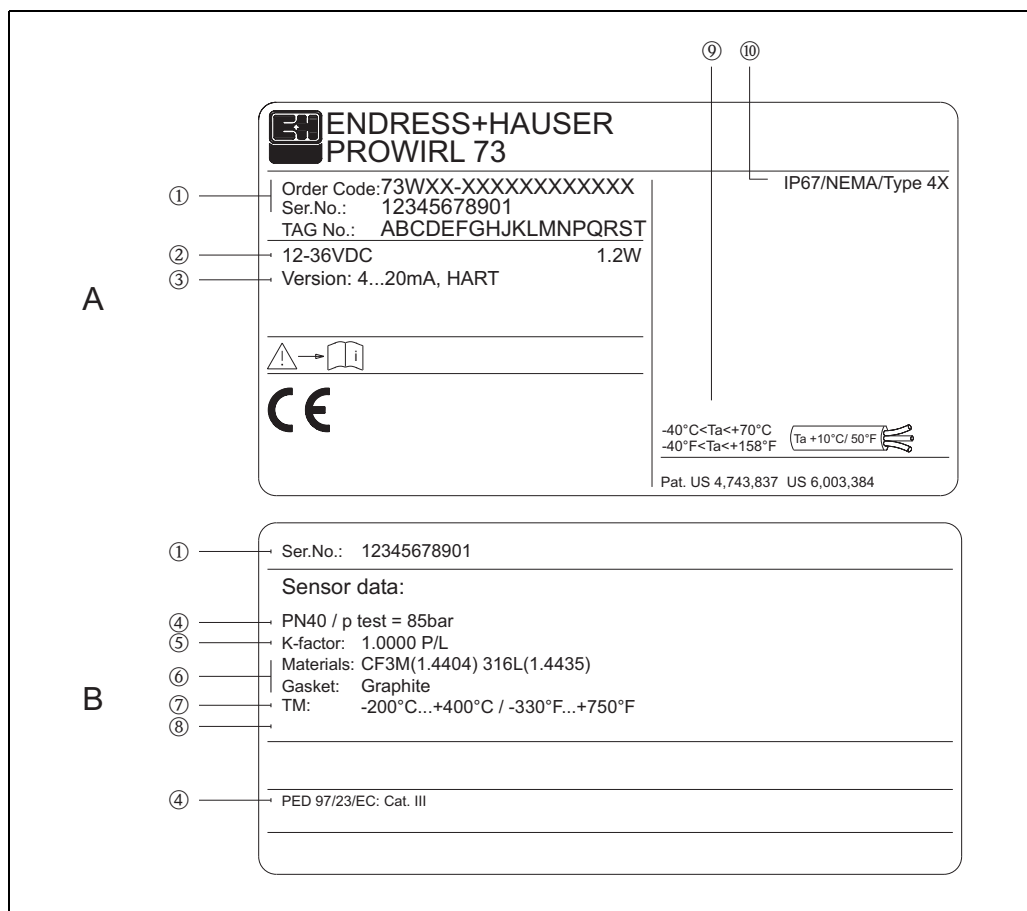 ⑨ ⑩
A
E+H ENDRESS+HAUSER
PROWIRL 73
IP67/NEMA/Type 4X
① Order Code: 73WXX-XXXXXXXXXXXX
Ser.No.: 12345678901
TAG No.: ABCDEFGHJKLMNPQRST
② 12-36VDC 1.2W
③ Version: 4...20mA, HART
i
CE
-40°C<Ta<+70°C
-40°F<Ta<+158°F
Ta +10°C/ 50°F
Pat. US 4,743,837 US 6,003,384
B
① Ser.No.: 12345678901
Sensor data:
④ PN40 / p test = 85bar
⑤ K-factor: 1.0000 P/L
⑥ Materials: CF3M(1.4404) 316L(1.4435)
Gasket: Graphite
⑦ TM: -200°C...+400°C / -330°F...+750°F
⑧
④ PED 97/23/EC: Cat. III